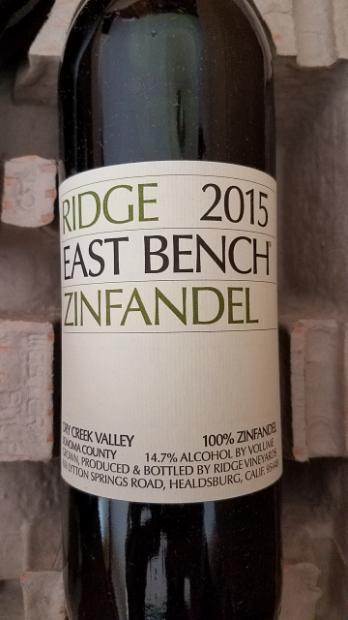 RIDGE 2015
EAST BENCH®
ZINFANDEL
DRY CREEK VALLEY 100% ZINFANDEL
SONOMA COUNTY 14.7% ALCOHOL BY VOLUME
GROWN, PRODUCED & BOTTLED BY RIDGE VINEYARDS
LYTTON SPRINGS ROAD, HEALDSBURG, CALIF.